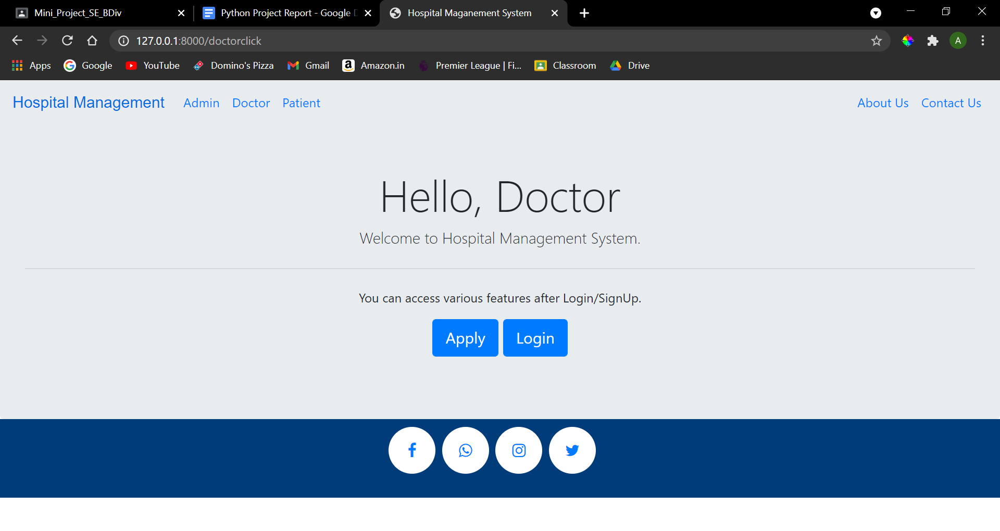 Mini_Project_SE_BDiv
Python Project Report - Google
Hospital Maganement System
127.0.0.1:8000/doctorclick
A
Apps Google YouTube Domino's Pizza Gmail Amazon.in Premier League | Fi... Classroom Drive
Hospital Management Admin Doctor Patient About Us Contact Us
Hello, Doctor
Welcome to Hospital Management System.
You can access various features after Login/SignUp.
Apply Login